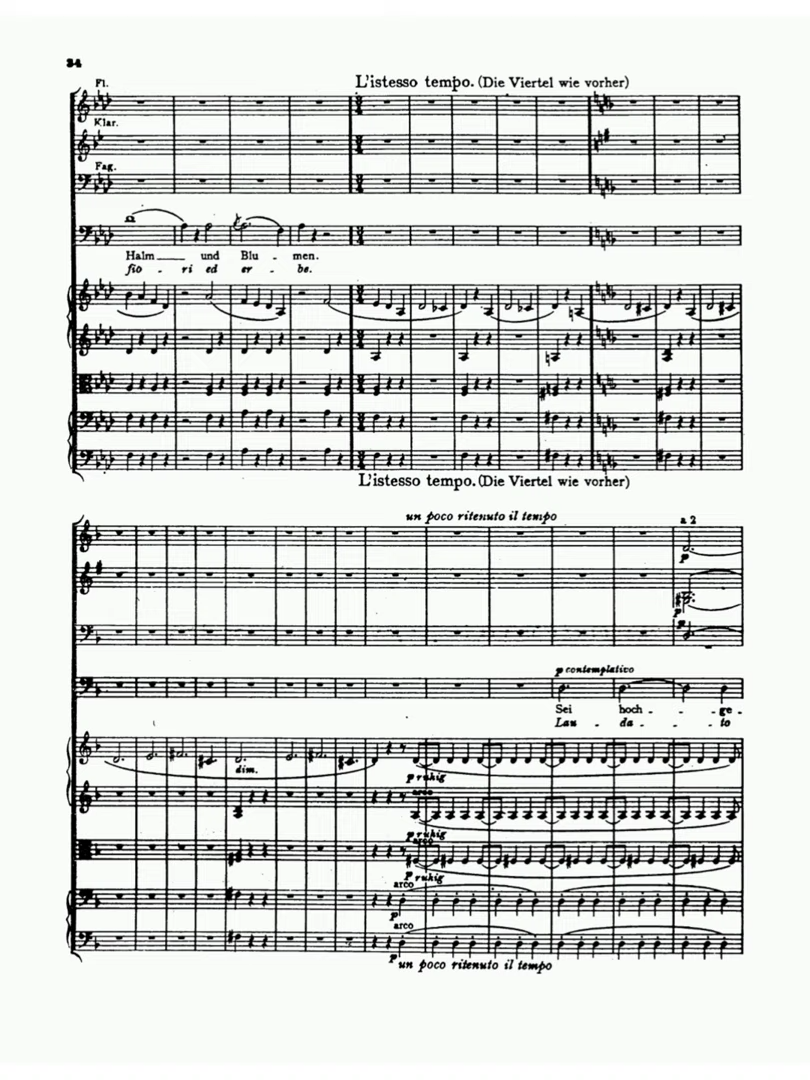 34
Fl.
L'istesso tempo. (Die Viertel wie vorher)
Klar.
Fag.
Halm und Blu - men.
fio - ri ed er - be.
L'istesso tempo. (Die Viertel wie vorher)
un poco ritenuto il tempo
a 2
p
p
p
p contemplativo
Sei hoch - ge -
Lau - da - to
dim.
p ruhig
arco
p ruhig
arco
p ruhig
arco
p
arco
p un poco ritenuto il tempo